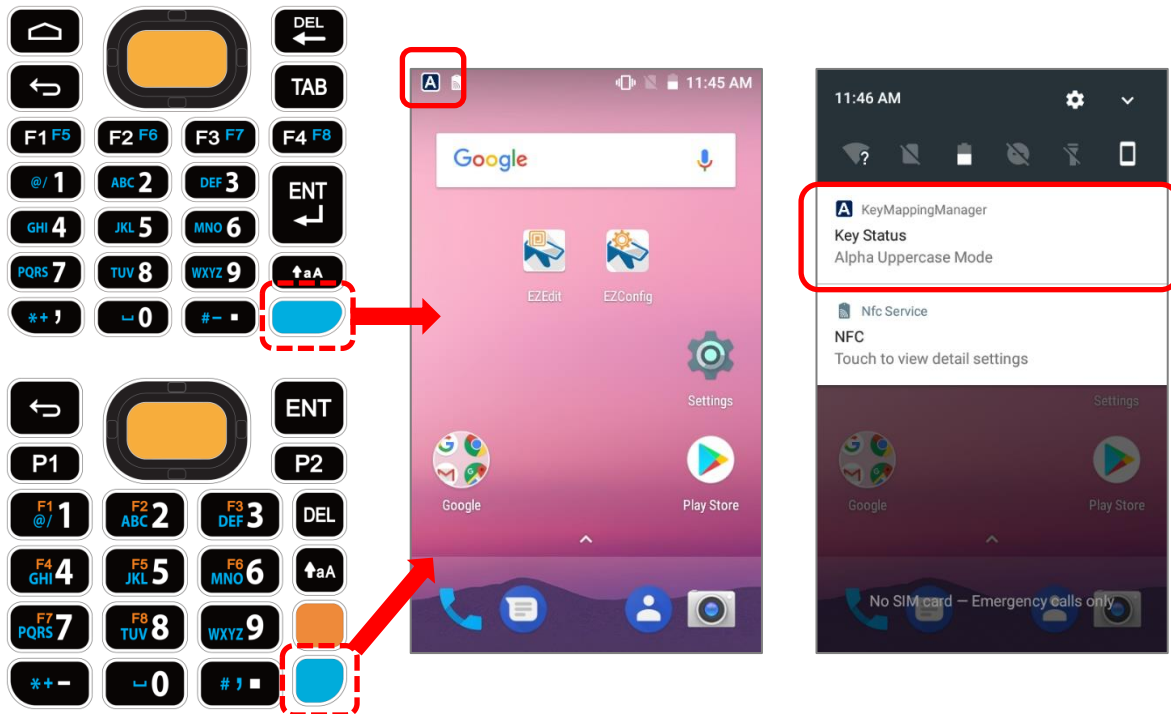 DEL
TAB
F1 F5 F2 F6 F3 F7 F4 F8
@/ 1 ABC 2 DEF 3 ENT
GHI 4 JKL 5 MNO 6
PQRS 7 TUV 8 WXYZ 9 aA
*+ , ⎵ 0 #- ▪
ENT
P1 P2
F1 @/ 1 F2 ABC 2 F3 DEF 3 DEL
F4 GHI 4 F5 JKL 5 F6 MNO 6 aA
F7 PQRS 7 F8 TUV 8 WXYZ 9
*+ - ⎵ 0 # , ▪
A 11:45 AM
Google
EZEdit EZConfig
Settings
Google Play Store
11:46 AM
?
A KeyMappingManager
Key Status
Alpha Uppercase Mode
Nfc Service
NFC
Touch to view detail settings
Settings
Google Play Store
No SIM card — Emergency calls only